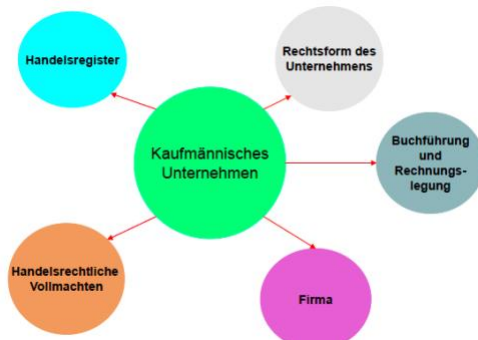 Handelsregister
Rechtsform des
Unternehmens
Kaufmännisches
Unternehmen
Buchführung
und
Rechnungs-
legung
Handelsrechtliche
Vollmachten
Firma